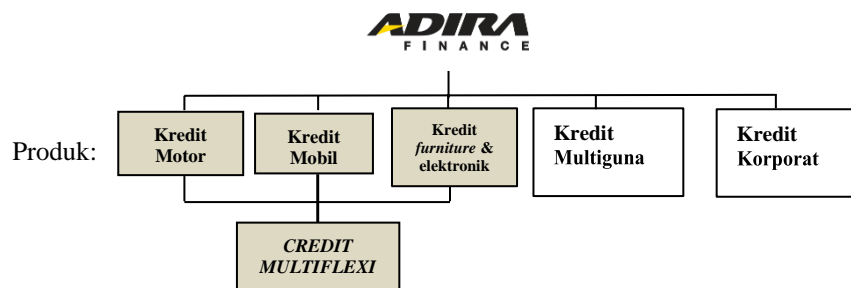 ADIRA
FINANCE
Produk:
Kredit
Motor
Kredit
Mobil
Kredit
furniture &
elektronik
Kredit
Multiguna
Kredit
Korporat
CREDIT
MULTIFLEXI